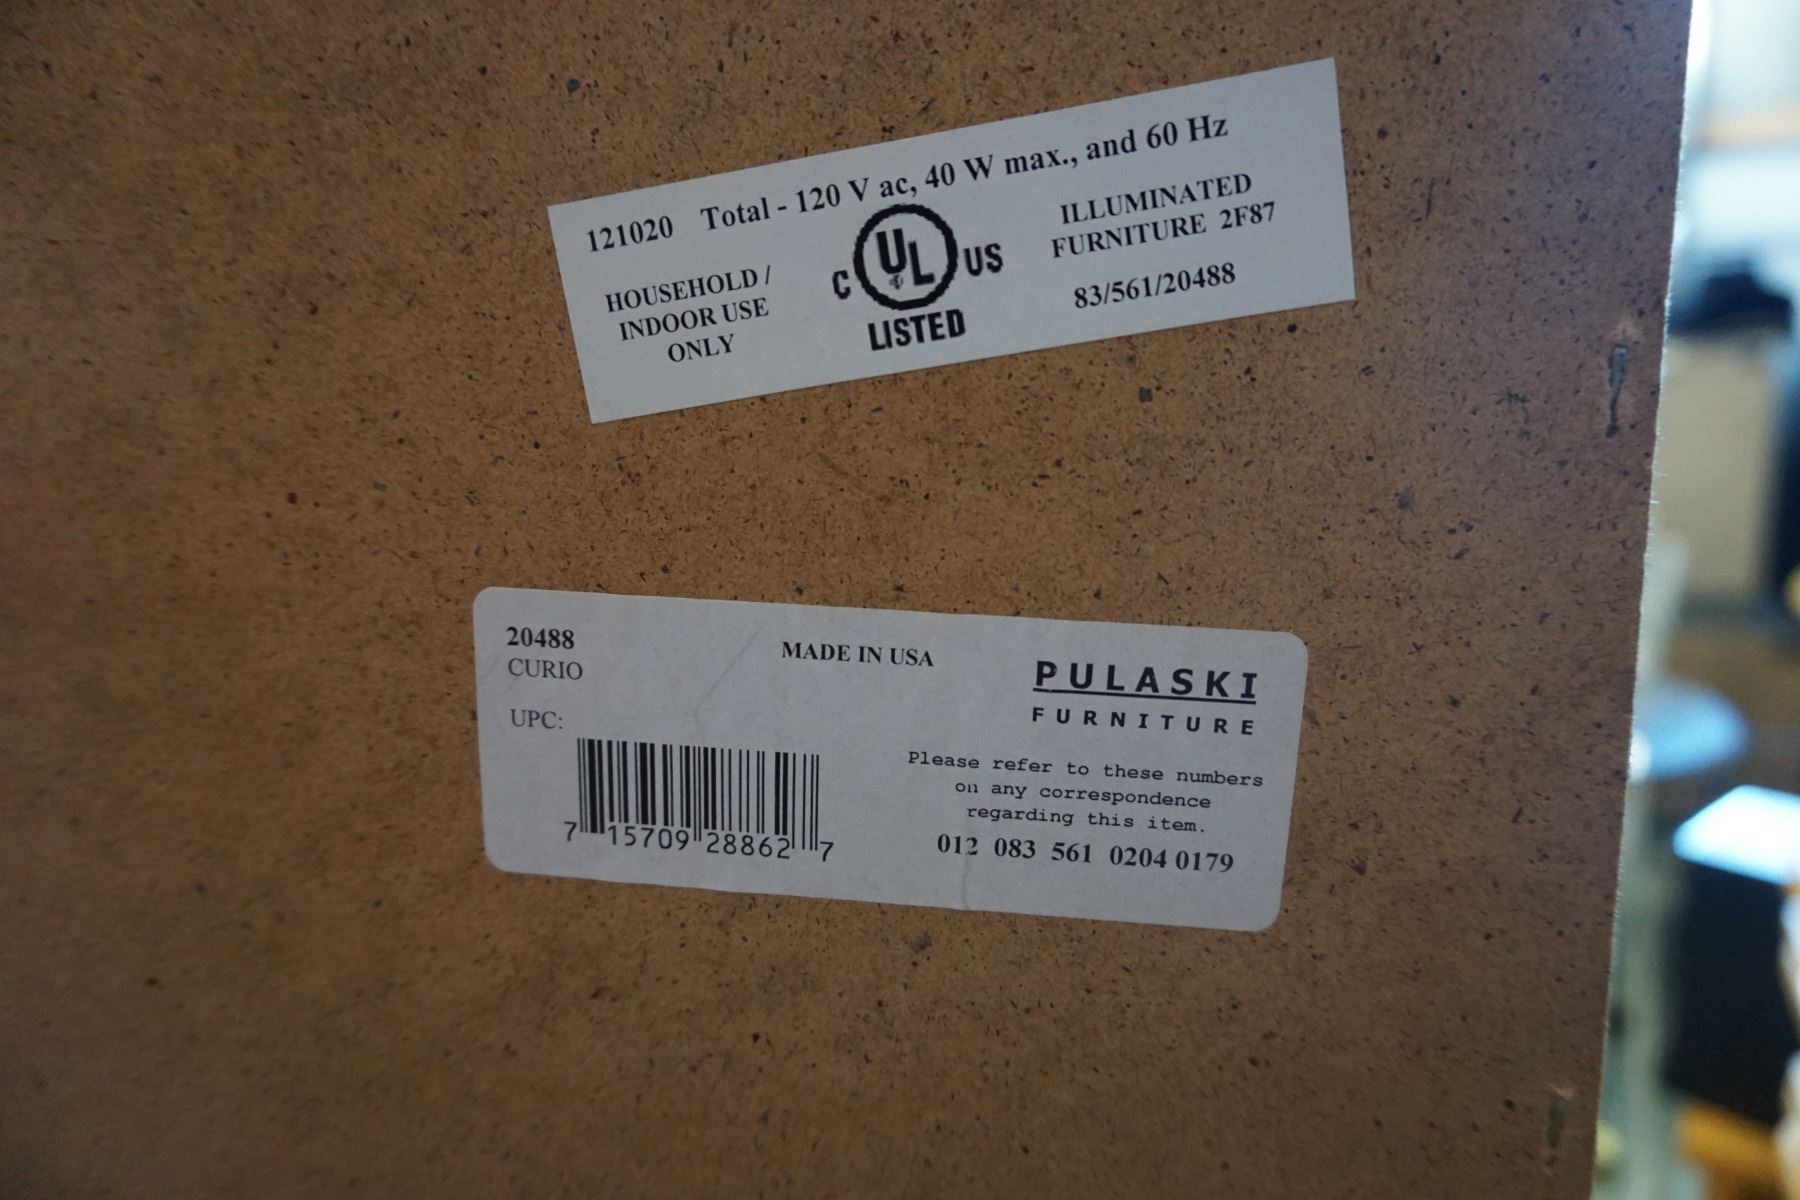 121020 Total - 120 V ac, 40 W max., and 60 Hz
HOUSEHOLD /
INDOOR USE
ONLY
C UL US
LISTED
ILLUMINATED
FURNITURE 2F87
83/561/20488
20488
CURIO
MADE IN USA
PULASKI
FURNITURE
UPC:
7 15709 28862 7
Please refer to these numbers
on any correspondence
regarding this item.
012 083 561 0204 0179